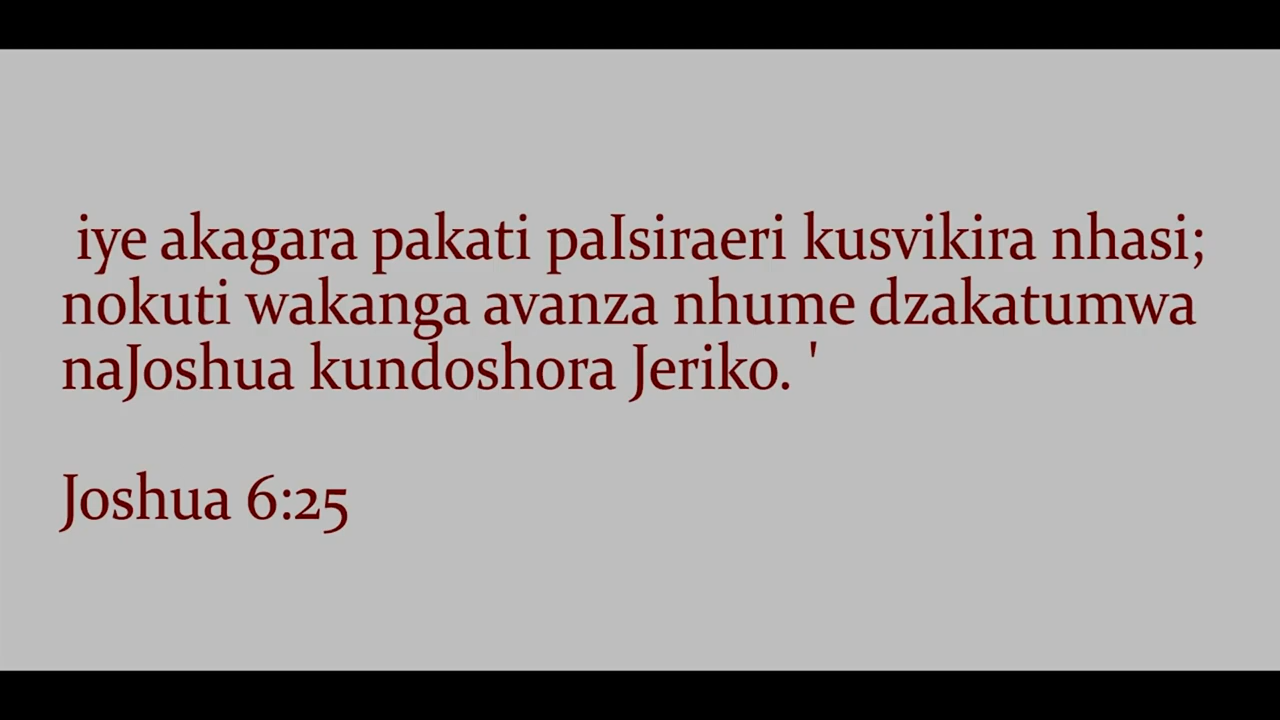 iye akagara pakati paIsiraeri kusvikira nhasi;
nokuti wakanga avanza nhume dzakatumwa
naJoshua kundoshora Jeriko. '
Joshua 6:25